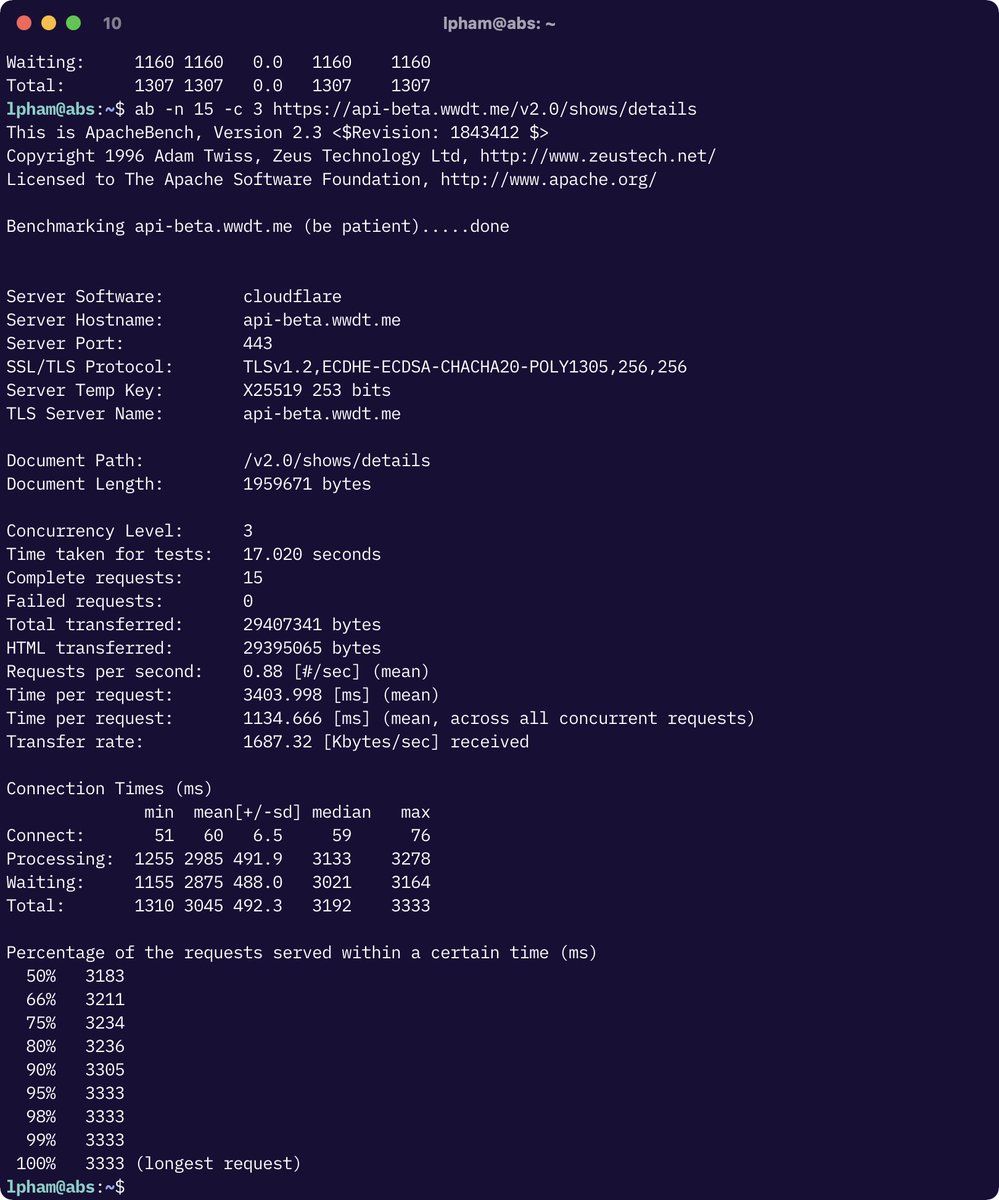 10 lpham@abs: ~
Waiting:     1160 1160   0.0   1160    1160
Total:       1307 1307   0.0   1307    1307
lpham@abs:~$ ab -n 15 -c 3 https://api-beta.wwdt.me/v2.0/shows/details
This is ApacheBench, Version 2.3 <$Revision: 1843412 $>
Copyright 1996 Adam Twiss, Zeus Technology Ltd, http://www.zeustech.net/
Licensed to The Apache Software Foundation, http://www.apache.org/

Benchmarking api-beta.wwdt.me (be patient).....done


Server Software:        cloudflare
Server Hostname:        api-beta.wwdt.me
Server Port:            443
SSL/TLS Protocol:       TLSv1.2,ECDHE-ECDSA-CHACHA20-POLY1305,256,256
Server Temp Key:        X25519 253 bits
TLS Server Name:        api-beta.wwdt.me

Document Path:          /v2.0/shows/details
Document Length:        1959671 bytes

Concurrency Level:      3
Time taken for tests:   17.020 seconds
Complete requests:      15
Failed requests:        0
Total transferred:      29407341 bytes
HTML transferred:       29395065 bytes
Requests per second:    0.88 [#/sec] (mean)
Time per request:       3403.998 [ms] (mean)
Time per request:       1134.666 [ms] (mean, across all concurrent requests)
Transfer rate:          1687.32 [Kbytes/sec] received

Connection Times (ms)
              min  mean[+/-sd] median   max
Connect:       51   60   6.5     59      76
Processing:  1255 2985 491.9   3133    3278
Waiting:     1155 2875 488.0   3021    3164
Total:       1310 3045 492.3   3192    3333

Percentage of the requests served within a certain time (ms)
  50%   3183
  66%   3211
  75%   3234
  80%   3236
  90%   3305
  95%   3333
  98%   3333
  99%   3333
 100%   3333 (longest request)
lpham@abs:~$